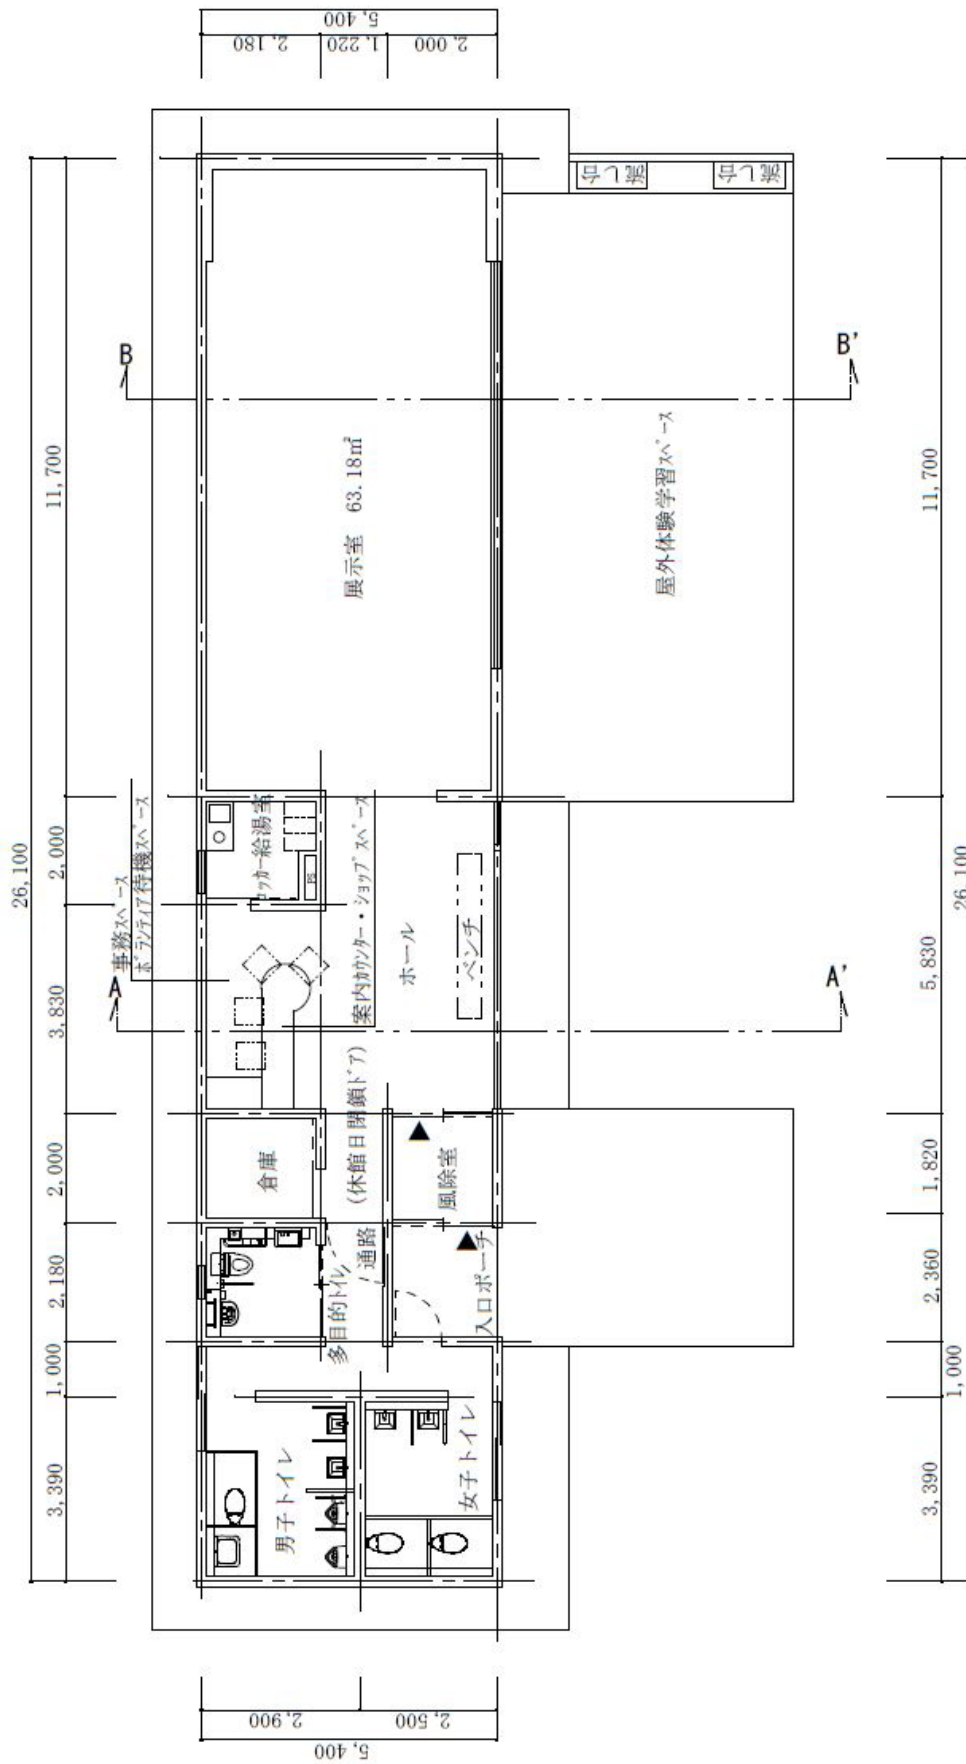 26,100
3,390
1,000
2,180
2,000
3,830
2,000
11,700
A
B
事務スペース
ボランティア待機スペース
ロッカー給湯室
PS
倉庫
男子トイレ
女子トイレ
多目的トイレ
通路
(休館日閉鎖ドア)
案内カウンター・ショップスペース
入口ポーチ
風除室
ホール
ベンチ
展示室 63.18㎡
屋外体験学習スペース
流し台
流し台
A'
B'
3,390
1,000
2,360
1,820
5,830
11,700
26,100
5,400
2,900
2,500
5,400
2,180
1,220
2,000